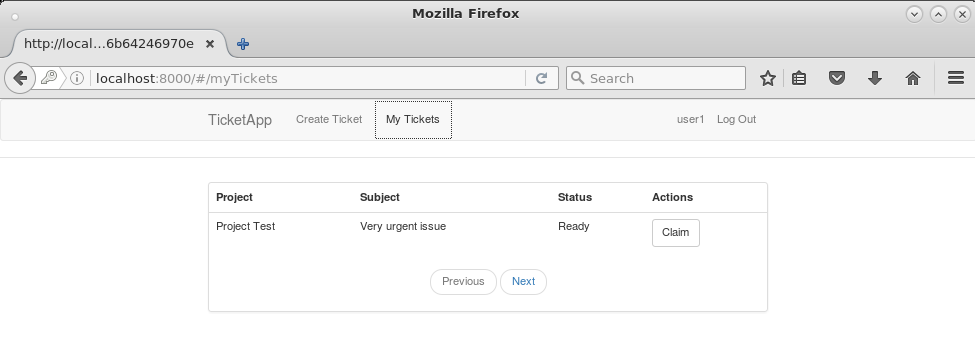 Mozilla Firefox
http://local...6b64246970e
localhost:8000/#/myTickets
Search
TicketApp Create Ticket My Tickets user1 Log Out
Project Subject Status Actions
Project Test Very urgent issue Ready Claim
Previous Next